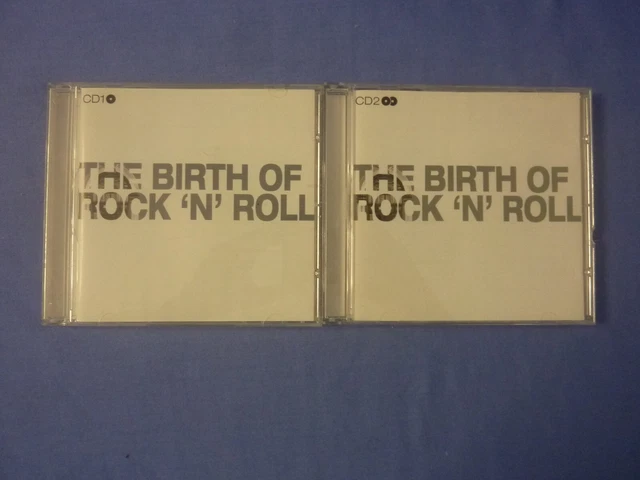 CD1
THE BIRTH OF
ROCK 'N' ROLL
CD2
THE BIRTH OF
ROCK 'N' ROLL